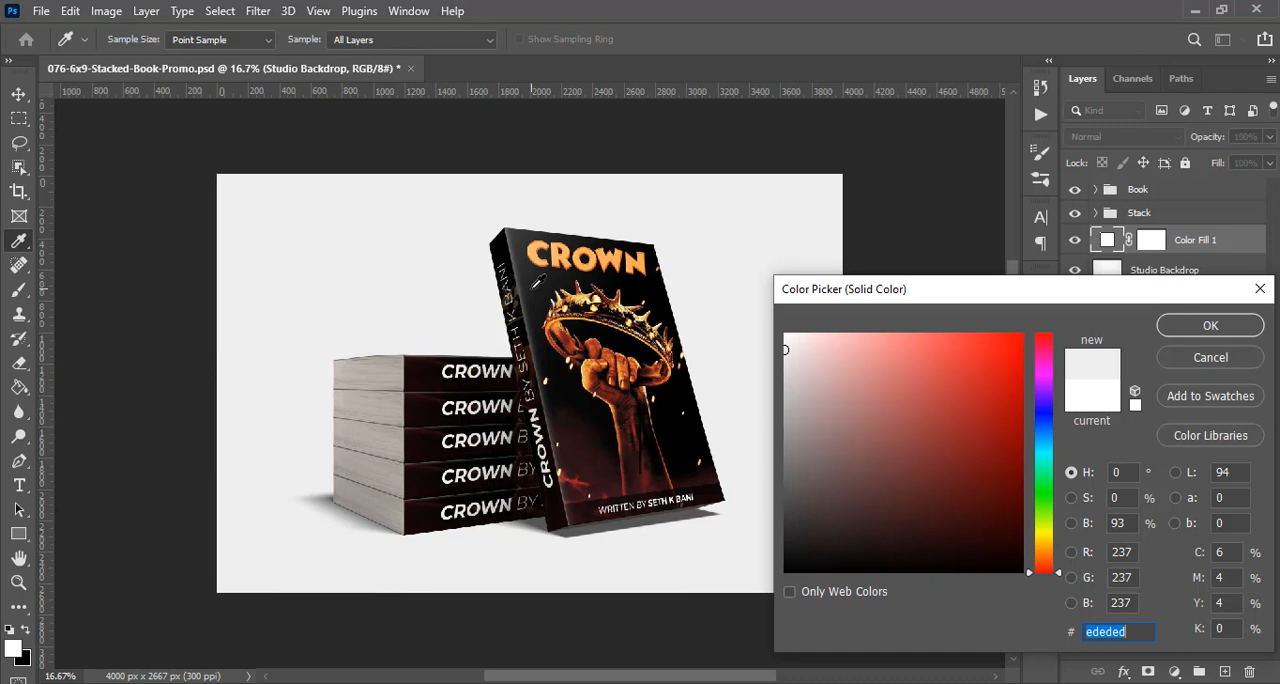 Ps File Edit Image Layer Type Select Filter 3D View Plugins Window Help
Sample Size: Point Sample Sample: All Layers Show Sampling Ring
076-6x9-Stacked-Book-Promo.psd @ 16.7% (Studio Backdrop, RGB/8#) *
Layers Channels Paths
1000 800 600 400 200 0 200 400 600 800 1000 1200 1400 1600 1800 2000 2200 2400 2600 2800 3000 3200 3400 3600 3800 4000 4200 4400 4600 4800
Kind
Normal Opacity: 100%
Lock: Fill: 100%
Book
Stack
Color Fill 1
Studio Backdrop
CROWN
CROWN BY SETH K BANI
WRITTEN BY SETH K BANI
CROWN
CROWN
CROWN B
CROWN BY
CROWN BY
Color Picker (Solid Color)
new
current
OK
Cancel
Add to Swatches
Color Libraries
H: 0 ° L: 94
S: 0 % a: 0
B: 93 % b: 0
R: 237 C: 6 %
G: 237 M: 4 %
B: 237 Y: 4 %
# ededed K: 0 %
Only Web Colors
16.67% 4000 px x 2667 px (300 ppi)